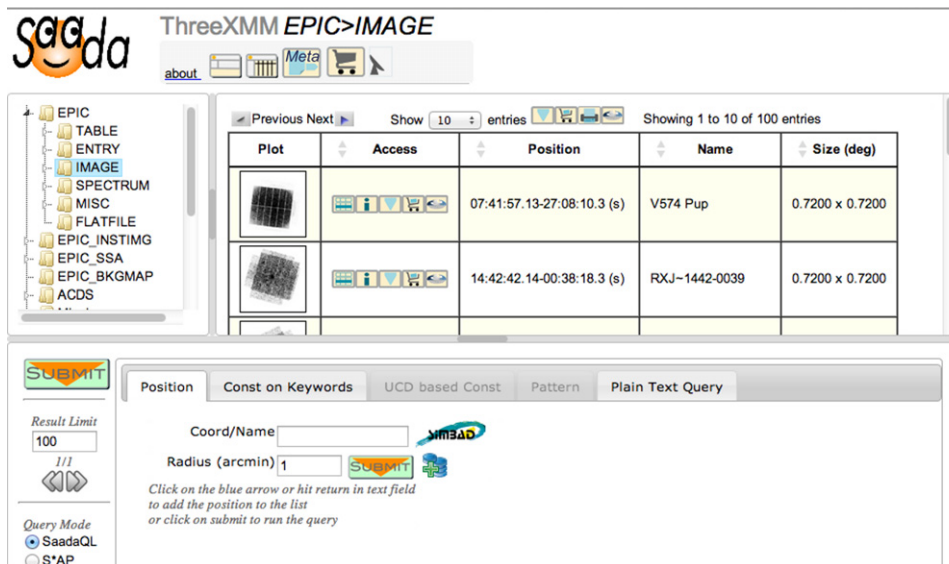 Saada
ThreeXMM EPIC>IMAGE
about Meta
EPIC
TABLE
ENTRY
IMAGE
SPECTRUM
MISC
FLATFILE
EPIC_INSTIMG
EPIC_SSA
EPIC_BKGMAP
ACDS
Previous Next Show 10 entries Showing 1 to 10 of 100 entries
Plot Access Position Name Size (deg)
07:41:57.13-27:08:10.3 (s) V574 Pup 0.7200 x 0.7200
14:42:42.14-00:38:18.3 (s) RXJ~1442-0039 0.7200 x 0.7200
SUBMIT
Result Limit
100
1/1
Query Mode
SaadaQL
S*AP
Position Const on Keywords UCD based Const Pattern Plain Text Query
Coord/Name SIMBAD
Radius (arcmin) 1 SUBMIT
Click on the blue arrow or hit return in text field
to add the position to the list
or click on submit to run the query